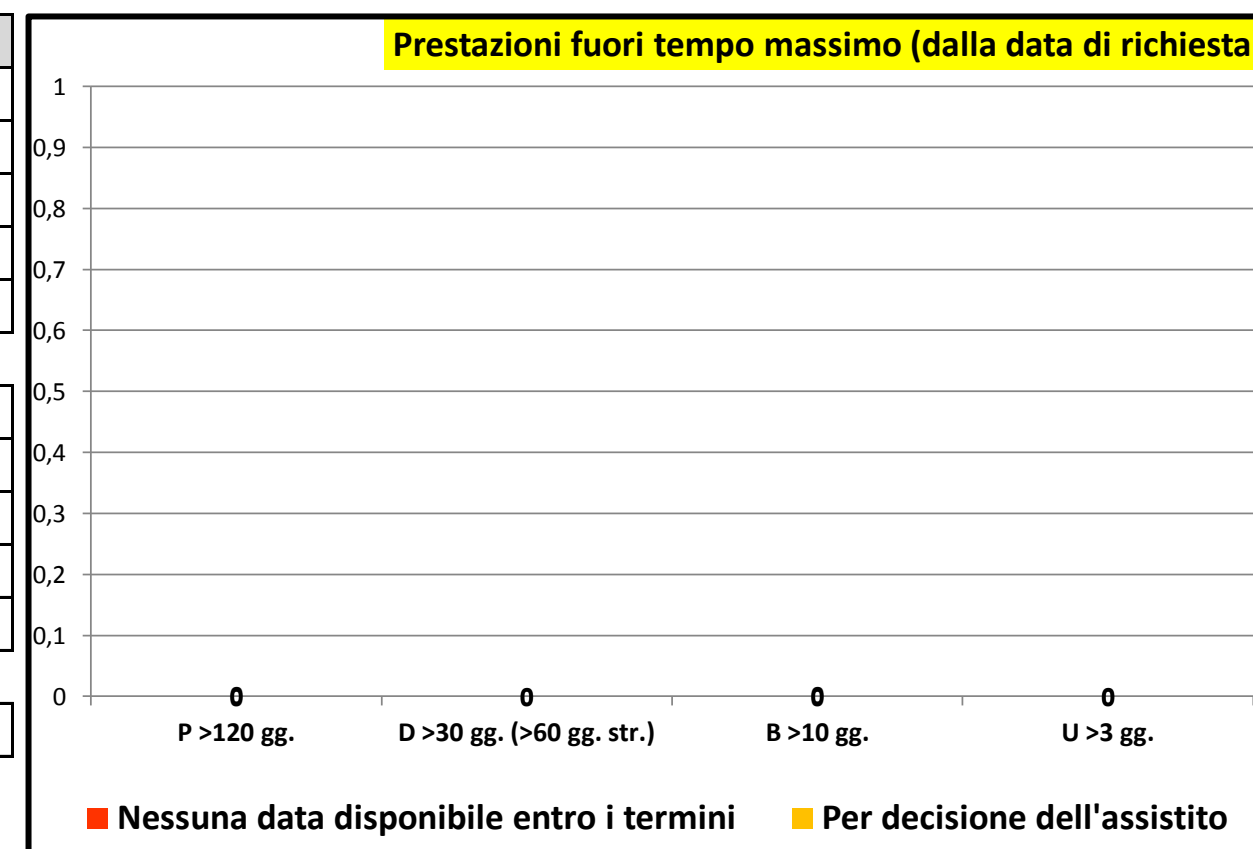 Prestazioni fuori tempo massimo (dalla data di richiesta
1
0,9
0,8
0,7
0,6
0,5
0,4
0,3
0,2
0,1
0
0 0 0 0
P >120 gg. D >30 gg. (>60 gg. str.) B >10 gg. U >3 gg.
Nessuna data disponibile entro i termini Per decisione dell'assistito